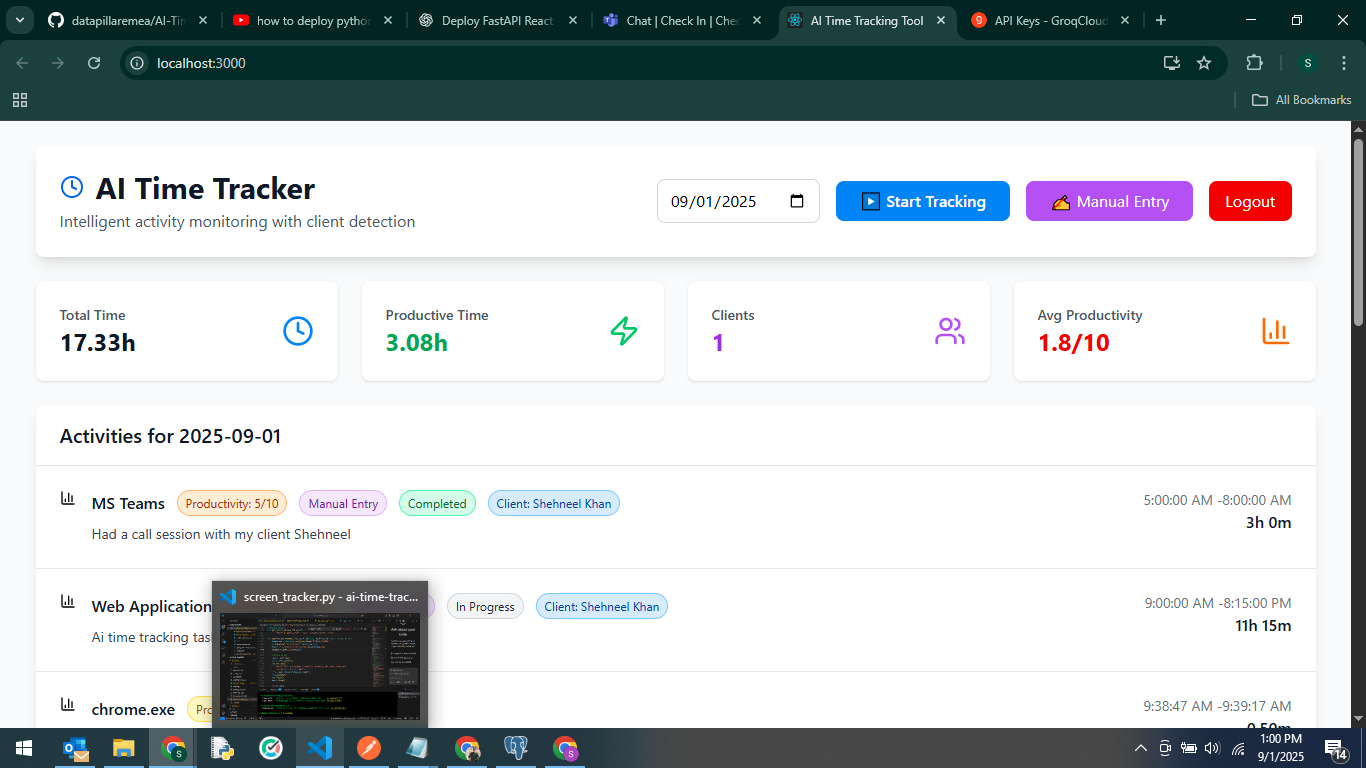 datapillaremea/AI-Tim
how to deploy python
Deploy FastAPI React
Chat | Check In | Chec
AI Time Tracking Tool
9
API Keys - GroqCloud
localhost:3000
S
All Bookmarks
AI Time Tracker
Intelligent activity monitoring with client detection
09/01/2025
Start Tracking
Manual Entry
Logout
Total Time
17.33h
Productive Time
3.08h
Clients
1
Avg Productivity
1.8/10
Activities for 2025-09-01
MS Teams Productivity: 5/10 Manual Entry Completed Client: Shehneel Khan
5:00:00 AM -8:00:00 AM
Had a call session with my client Shehneel
3h 0m
Web Application
In Progress Client: Shehneel Khan
9:00:00 AM -8:15:00 PM
Ai time tracking tas
11h 15m
screen_tracker.py - ai-time-trac...
chrome.exe Pro
9:38:47 AM -9:39:17 AM
0.50m
1:00 PM
9/1/2025
14